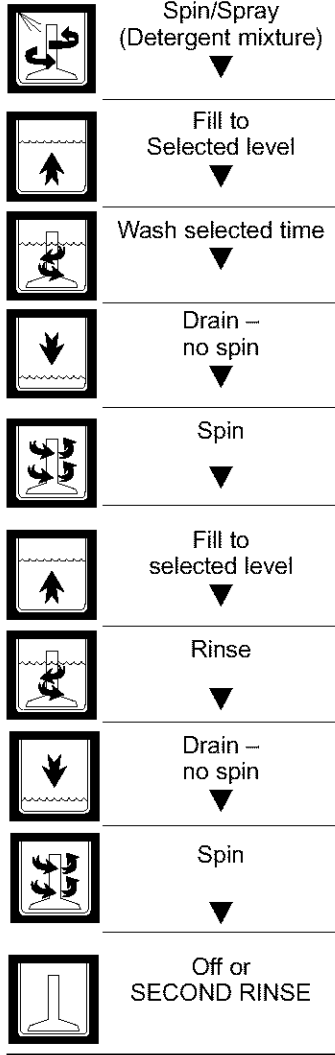 Spin/Spray
(Detergent mixture)
Fill to
Selected level
Wash selected time
Drain –
no spin
Spin
Fill to
selected level
Rinse
Drain –
no spin
Spin
Off or
SECOND RINSE